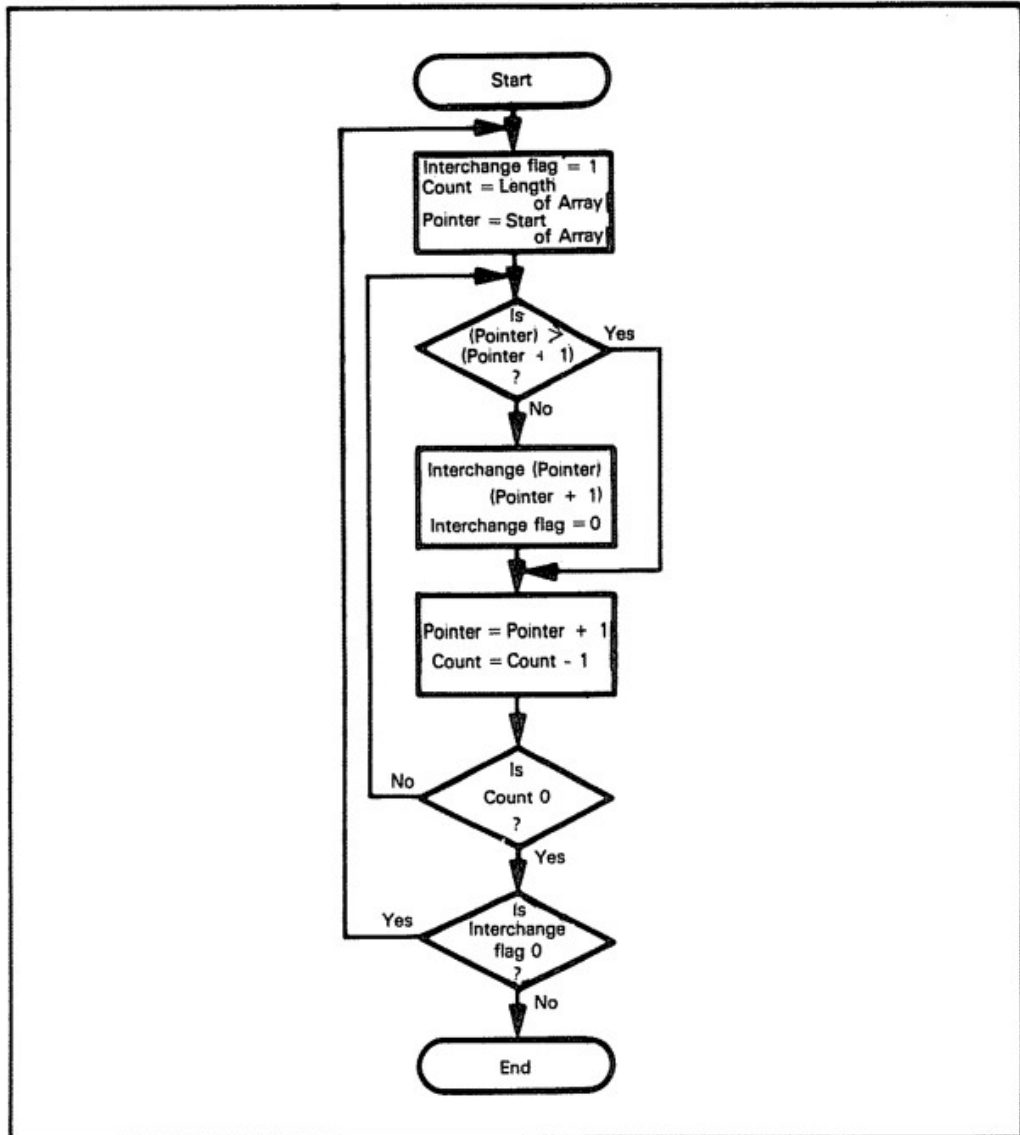 Start
Interchange flag = 1
Count = Length
of Array
Pointer = Start
of Array
Is
(Pointer) >
(Pointer + 1)
?
Yes
No
Interchange (Pointer)
(Pointer + 1)
Interchange flag = 0
Pointer = Pointer + 1
Count = Count - 1
Is
Count 0
?
No
Yes
Is
Interchange
flag 0
?
Yes
No
End